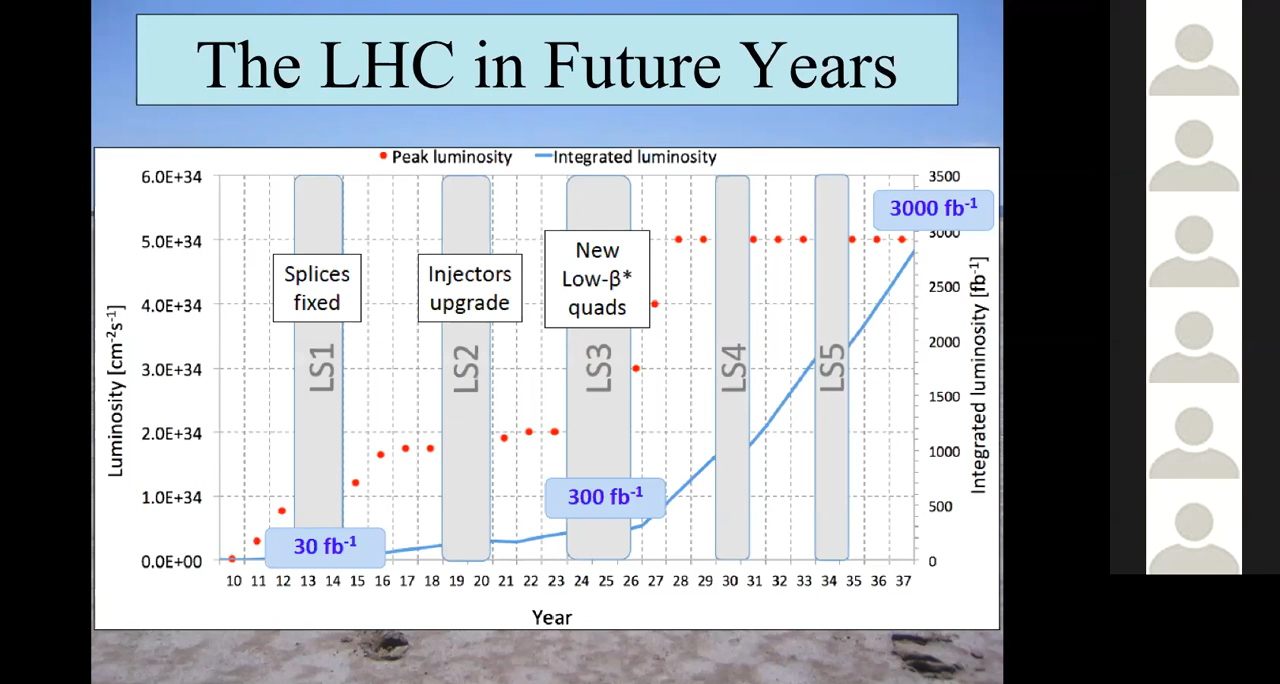 The LHC in Future Years
Peak luminosity
Integrated luminosity
6.0E+34
5.0E+34
4.0E+34
3.0E+34
2.0E+34
1.0E+34
0.0E+00
Luminosity [cm⁻²s⁻¹]
3500
3000
2500
2000
1500
1000
500
0
Integrated luminosity [fb⁻¹]
3000 fb⁻¹
Splices
fixed
LS1
Injectors
upgrade
LS2
New
Low-β*
quads
LS3
LS4
LS5
30 fb⁻¹
300 fb⁻¹
10 11 12 13 14 15 16 17 18 19 20 21 22 23 24 25 26 27 28 29 30 31 32 33 34 35 36 37
Year